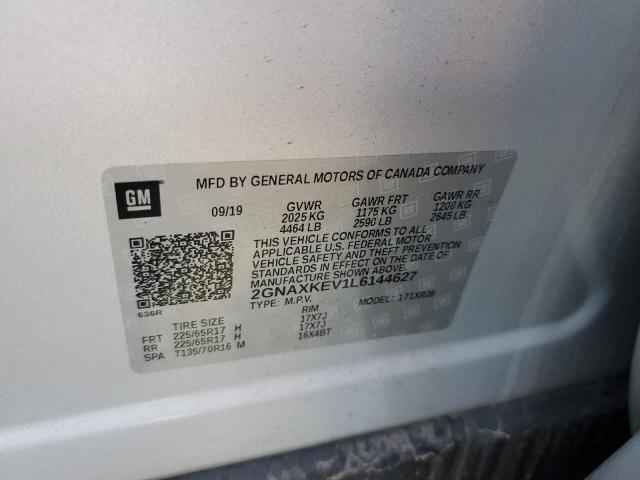 GM
MFD BY GENERAL MOTORS OF CANADA COMPANY
09/19 GVWR GAWR FRT GAWR RR
2025 KG 1175 KG 1200 KG
4464 LB 2590 LB 2645 LB
THIS VEHICLE CONFORMS TO ALL
APPLICABLE U.S. FEDERAL MOTOR
VEHICLE SAFETY AND THEFT PREVENTION
STANDARDS IN EFFECT ON THE DATE OF
MANUFACTURE SHOWN ABOVE.
2GNAXKEV1L6144627
636R TYPE: M.P.V. MODEL: 171XR26
TIRE SIZE RIM
FRT 225/65R17 H 17X7J
RR 225/65R17 H 17X7J
SPA T135/70R16 M 16X4BT